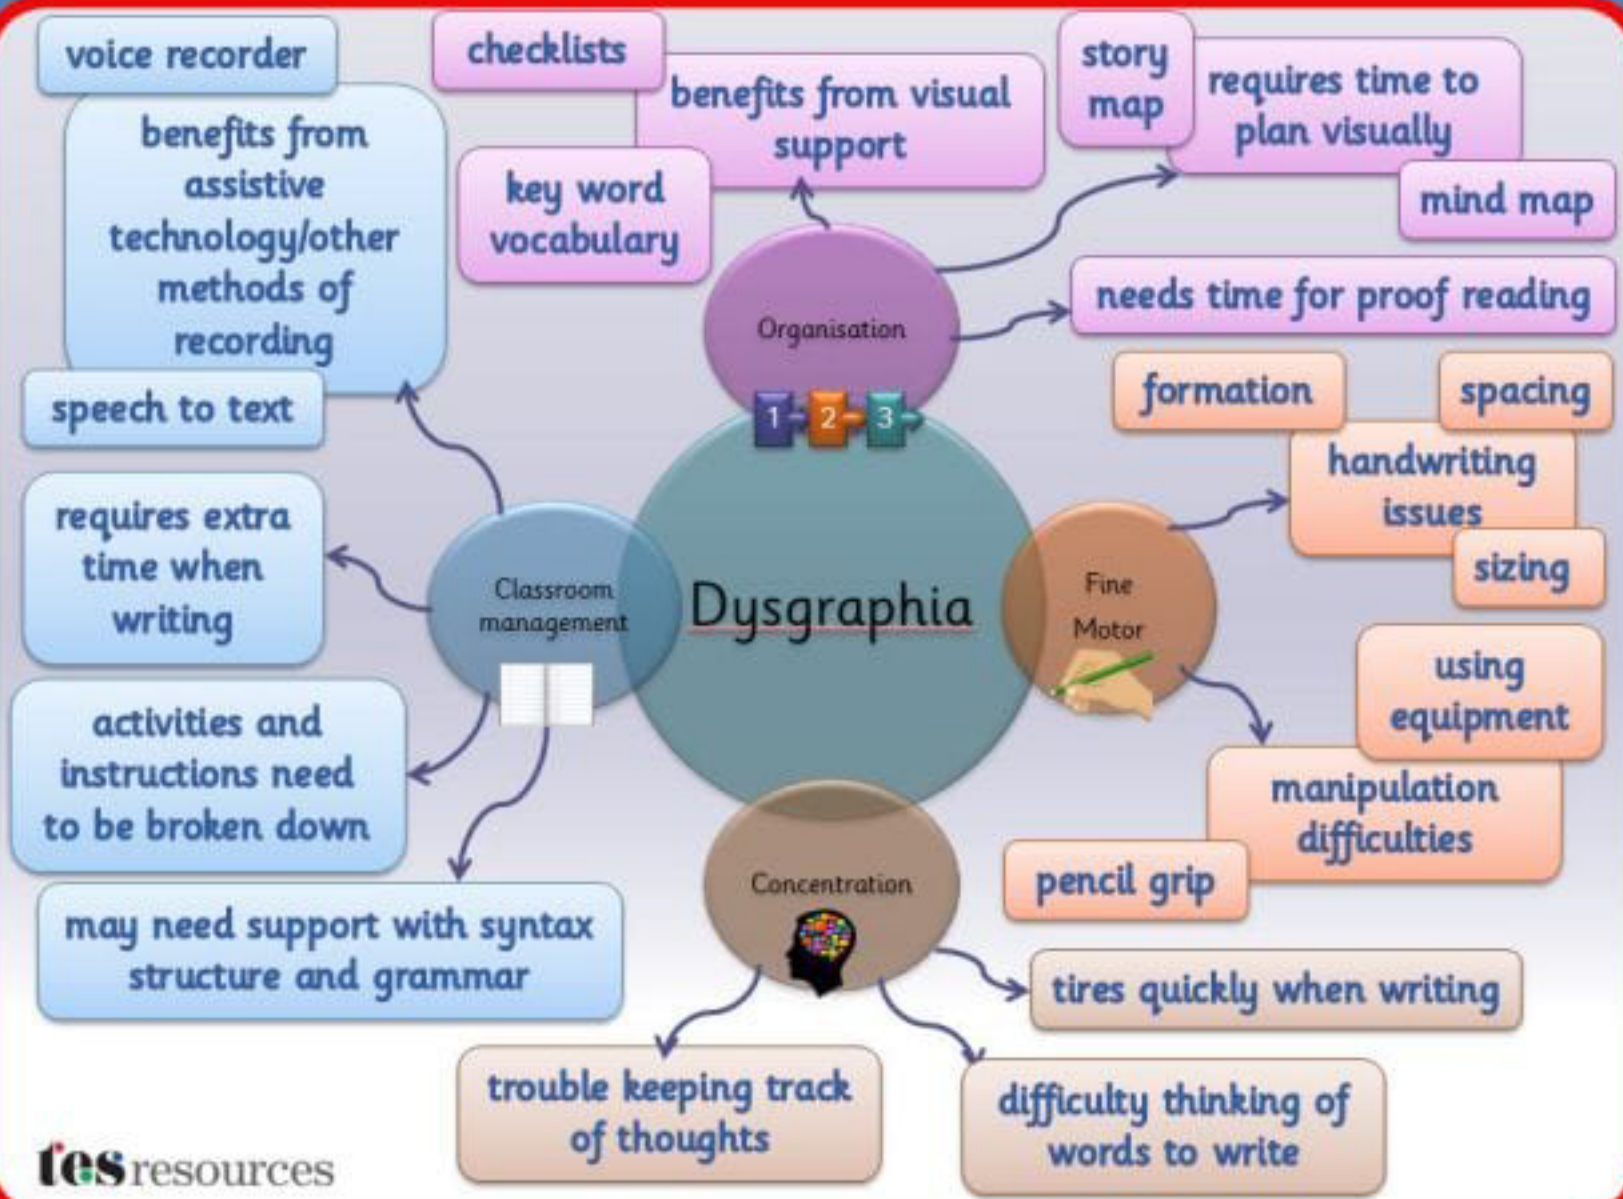 voice recorder
benefits from
assistive
technology/other
methods of
recording
speech to text
requires extra
time when
writing
activities and
instructions need
to be broken down
may need support with syntax
structure and grammar
checklists
benefits from visual
support
key word
vocabulary
story
map
requires time to
plan visually
mind map
needs time for proof reading
Organisation
1 2 3
Classroom
management
Dysgraphia
Fine
Motor
formation
spacing
handwriting
issues
sizing
using
equipment
manipulation
difficulties
pencil grip
Concentration
tires quickly when writing
trouble keeping track
of thoughts
difficulty thinking of
words to write
tes resources